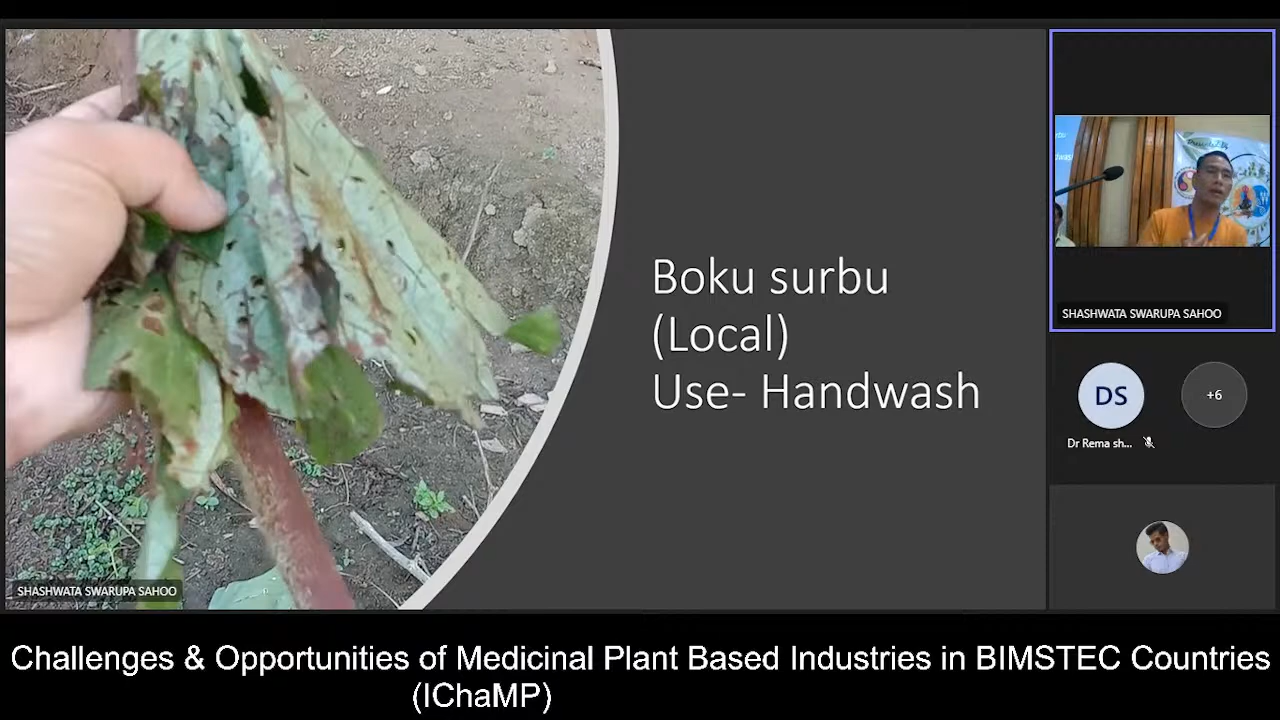 Boku surbu
(Local)
Use- Handwash
SHASHWATA SWARUPA SAHOO
SHASHWATA SWARUPA SAHOO
DS
+6
Dr Rema sh...
Challenges & Opportunities of Medicinal Plant Based Industries in BIMSTEC Countries
(IChaMP)